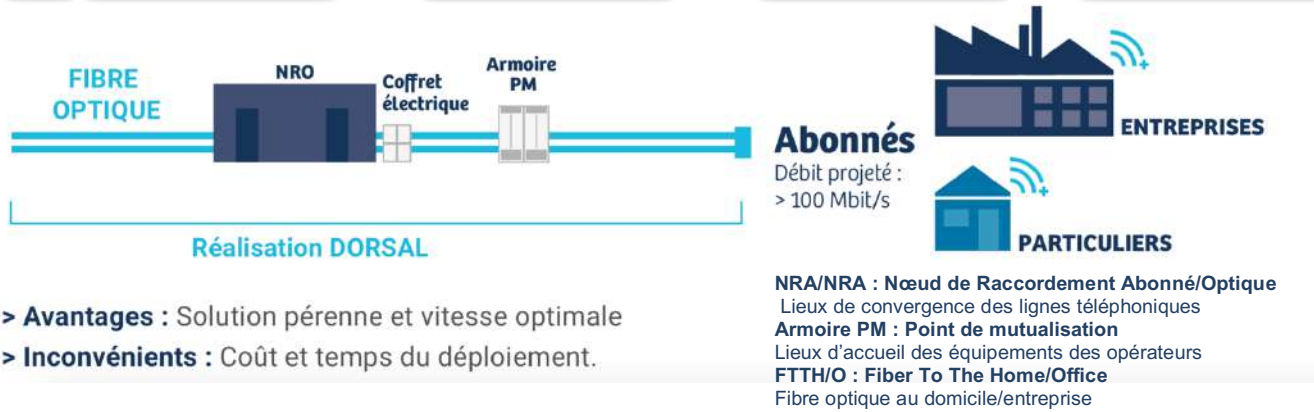 FIBRE
OPTIQUE
NRO
Coffret
électrique
Armoire
PM
Abonnés
Débit projeté :
> 100 Mbit/s
ENTREPRISES
PARTICULIERS
Réalisation DORSAL
> Avantages : Solution pérenne et vitesse optimale
> Inconvénients : Coût et temps du déploiement.
NRA/NRA : Nœud de Raccordement Abonné/Optique
Lieux de convergence des lignes téléphoniques
Armoire PM : Point de mutualisation
Lieux d’accueil des équipements des opérateurs
FTTH/O : Fiber To The Home/Office
Fibre optique au domicile/entreprise